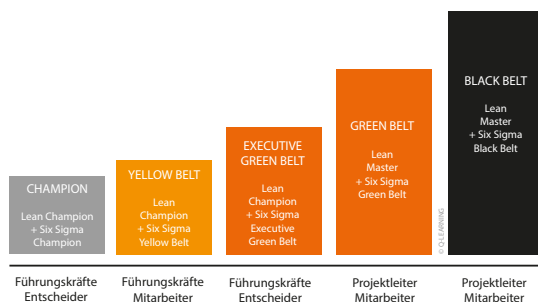 CHAMPION
Lean Champion
+ Six Sigma
Champion
YELLOW BELT
Lean
Champion
+ Six Sigma
Yellow Belt
EXECUTIVE
GREEN BELT
Lean
Champion
+ Six Sigma
Executive
Green Belt
GREEN BELT
Lean
Master
+ Six Sigma
Green Belt
© Q-LEARNING
BLACK BELT
Lean
Master
+ Six Sigma
Black Belt
Führungskräfte
Entscheider
Führungskräfte
Mitarbeiter
Führungskräfte
Entscheider
Projektleiter
Mitarbeiter
Projektleiter
Mitarbeiter